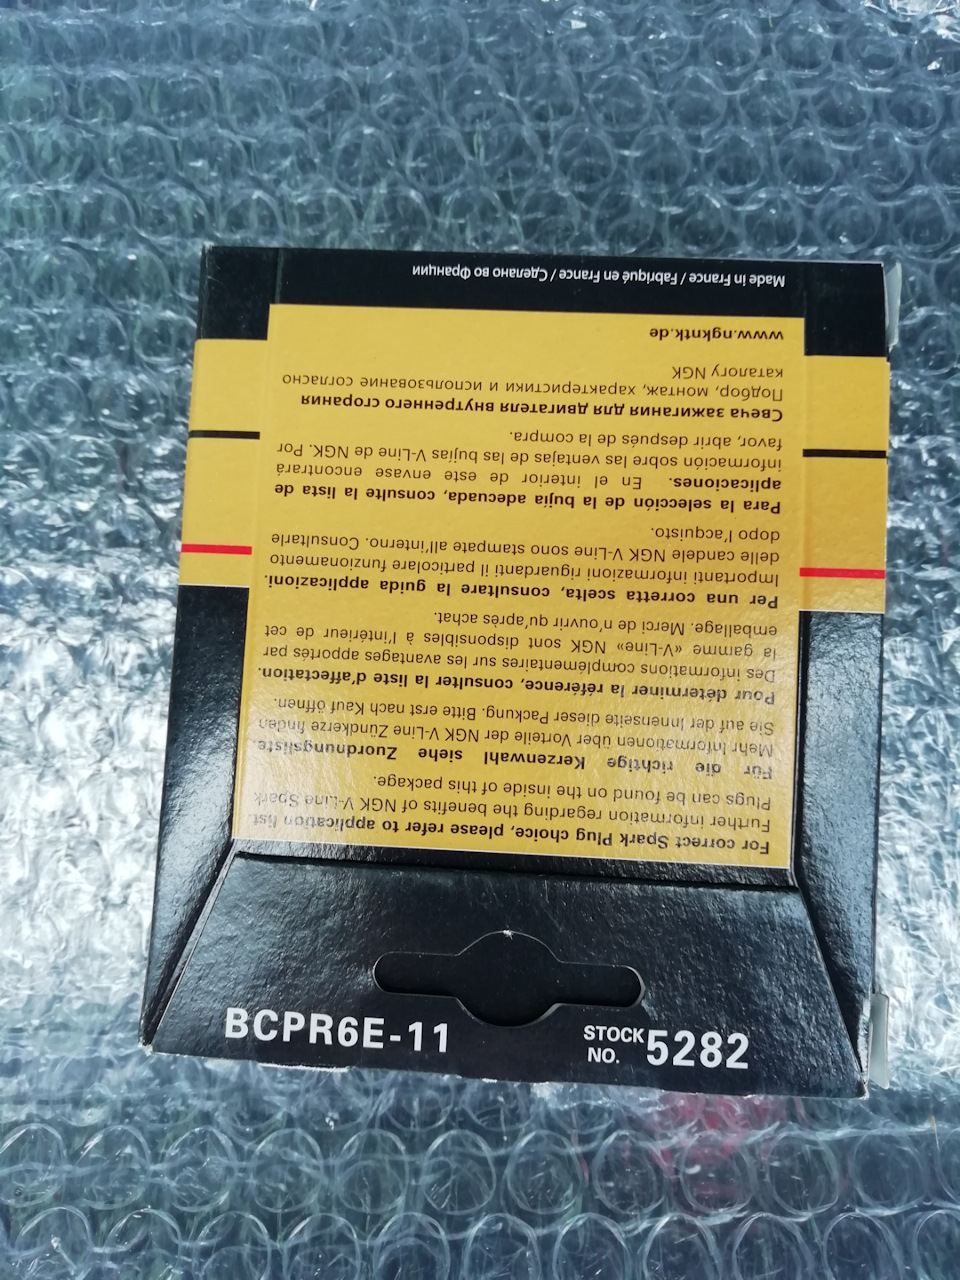 BCPR6E-11
STOCK NO. 5282
For correct Spark Plug choice, please refer to application list.
Further information regarding the benefits of NGK V-Line Spark
Plugs can be found on the inside of this package.
Für die richtige Kerzenwahl siehe Zuordnungsliste.
Mehr Informationen über Vorteile der NGK V-Line Zündkerze finden
Sie auf der Innenseite dieser Packung. Bitte erst nach Kauf öffnen.
Pour déterminer la référence, consulter la liste d'affectation.
Des informations complémentaires sur les avantages apportés par
la gamme «V-Line» NGK sont disponibles à l'intérieur de cet
emballage. Merci de n'ouvrir qu'après achat.
Per una corretta scelta, consultare la guida applicazioni.
Importanti informazioni riguardanti il particolare funzionamento
delle candele NGK V-Line sono stampate all'interno. Consultarle
dopo l'acquisto.
Para la selección de la bujía adecuada, consulte la lista de
aplicaciones. En el interior de este envase encontrará
información sobre las ventajas de las bujías V-Line de NGK. Por
favor, abrir después de la compra.
Свеча зажигания для двигателя внутреннего сгорания
Подбор, монтаж, характеристики и использование согласно
каталогу NGK
www.ngkntk.de
Made in France / Fabriqué en France / Сделано во Франции